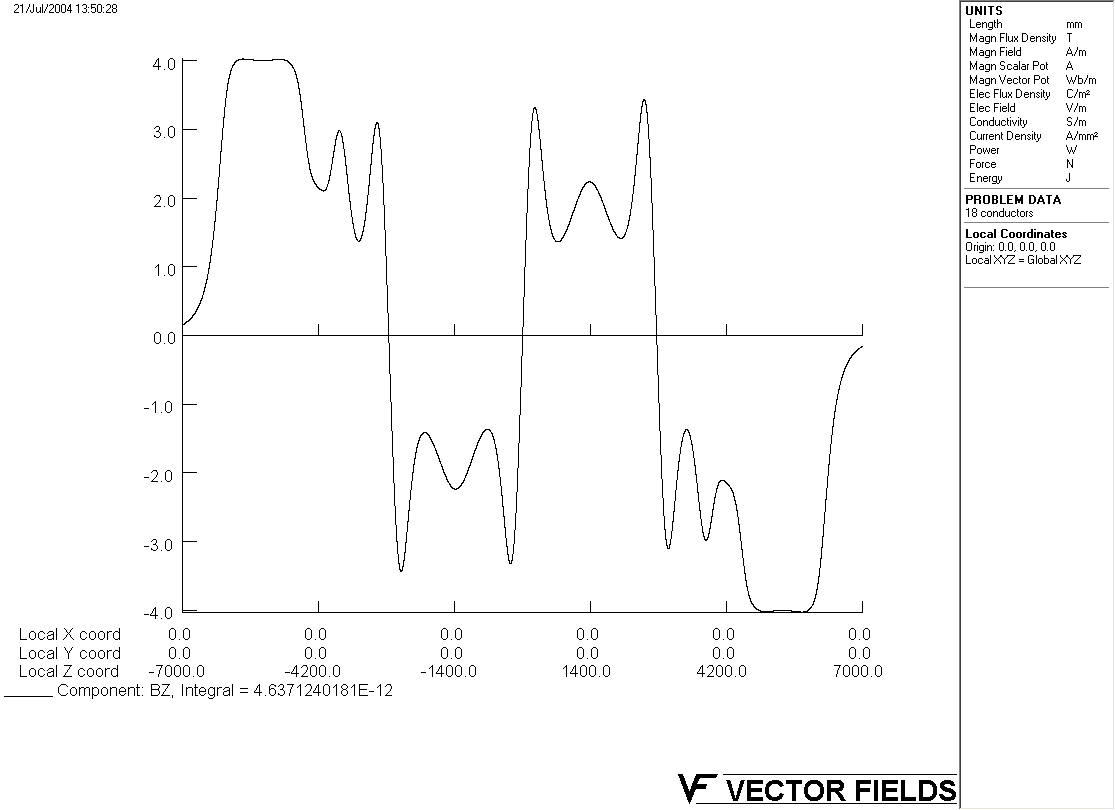 21/Jul/2004 13:50:28
4.0
3.0
2.0
1.0
0.0
-1.0
-2.0
-3.0
-4.0
Local X coord 0.0 0.0 0.0 0.0 0.0 0.0
Local Y coord 0.0 0.0 0.0 0.0 0.0 0.0
Local Z coord -7000.0 -4200.0 -1400.0 1400.0 4200.0 7000.0
Component: BZ, Integral = 4.6371240181E-12
UNITS
Length mm
Magn Flux Density T
Magn Field A/m
Magn Scalar Pot A
Magn Vector Pot Wb/m
Elec Flux Density C/m²
Elec Field V/m
Conductivity S/m
Current Density A/mm²
Power W
Force N
Energy J
PROBLEM DATA
18 conductors
Local Coordinates
Origin: 0.0, 0.0, 0.0
Local XYZ = Global XYZ
VF VECTOR FIELDS